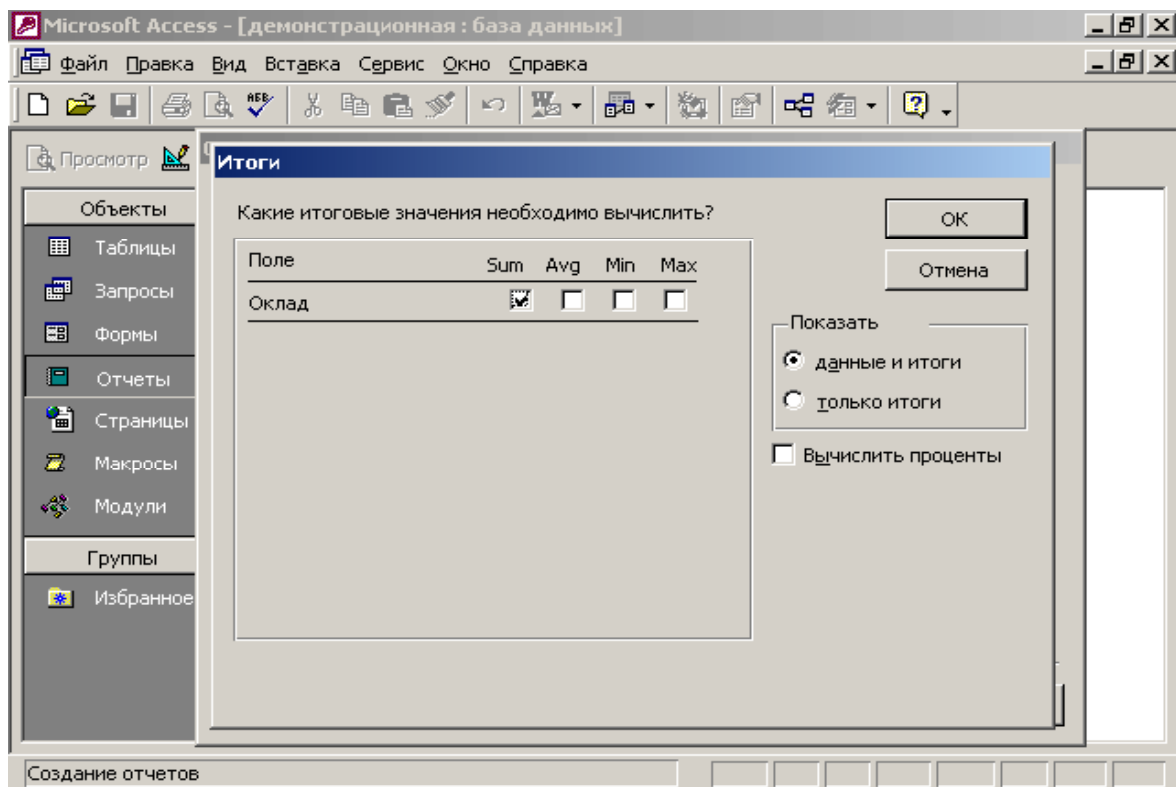 Microsoft Access - [демонстрационная : база данных]
Файл Правка Вид Вставка Сервис Окно Справка
Просмотр
Итоги
Объекты
Таблицы
Запросы
Формы
Отчеты
Страницы
Макросы
Модули
Группы
Избранное
Какие итоговые значения необходимо вычислить?
Поле Sum Avg Min Max
Оклад
ОК
Отмена
Показать
данные и итоги
только итоги
Вычислить проценты
Создание отчетов